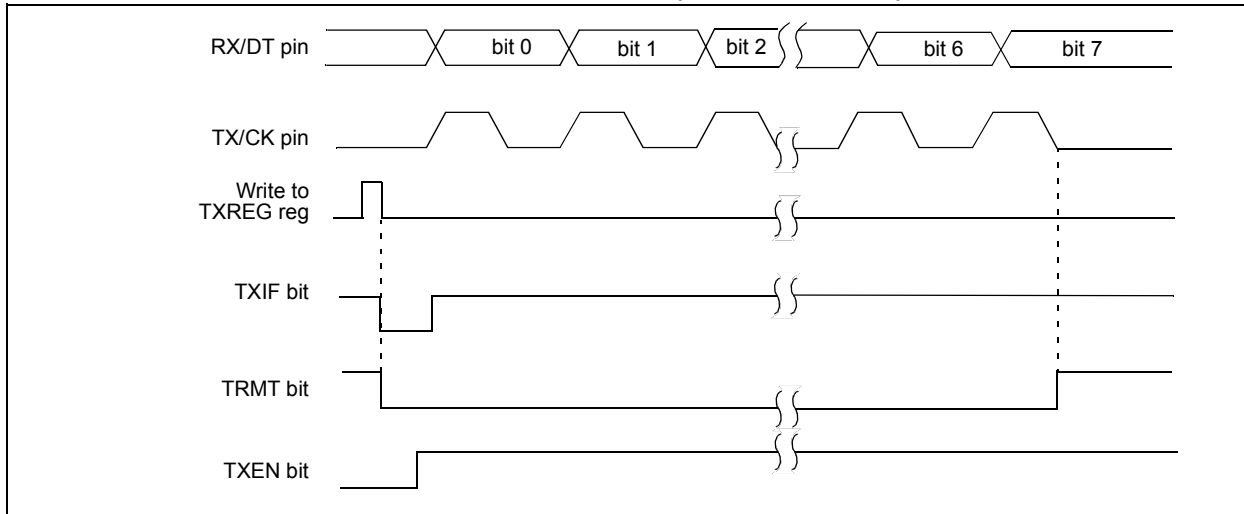 RX/DT pin
bit 0
bit 1
bit 2
bit 6
bit 7
TX/CK pin
Write to
TXREG reg
TXIF bit
TRMT bit
TXEN bit